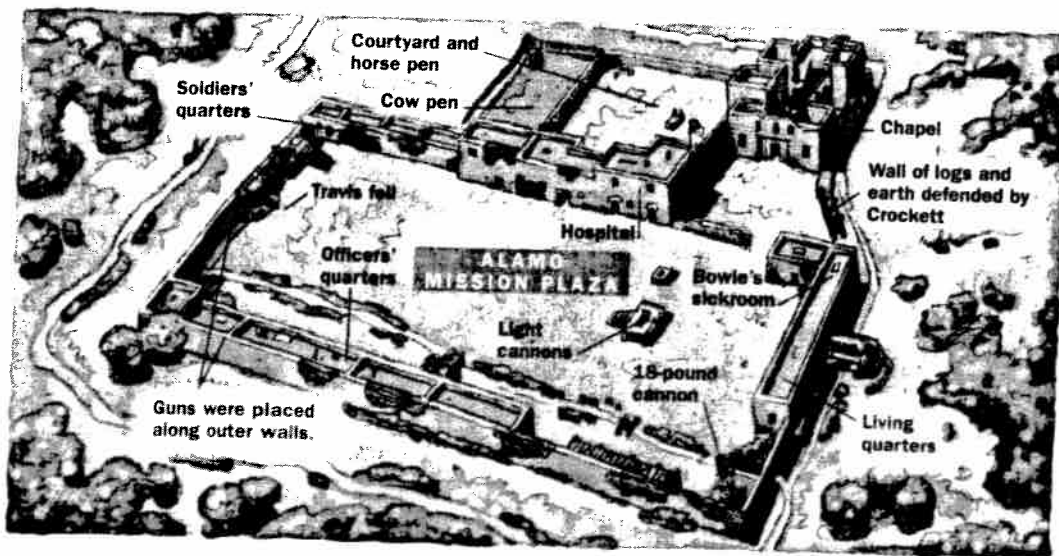 Courtyard and
horse pen
Soldiers'
quarters
Cow pen
Chapel
Wall of logs and
earth defended by
Crockett
Travis fell
Hospital
Officers'
quarters
ALAMO
MISSION PLAZA
Bowie's
sickroom
Light
cannons
18-pound
cannon
Guns were placed
along outer walls.
Living
quarters